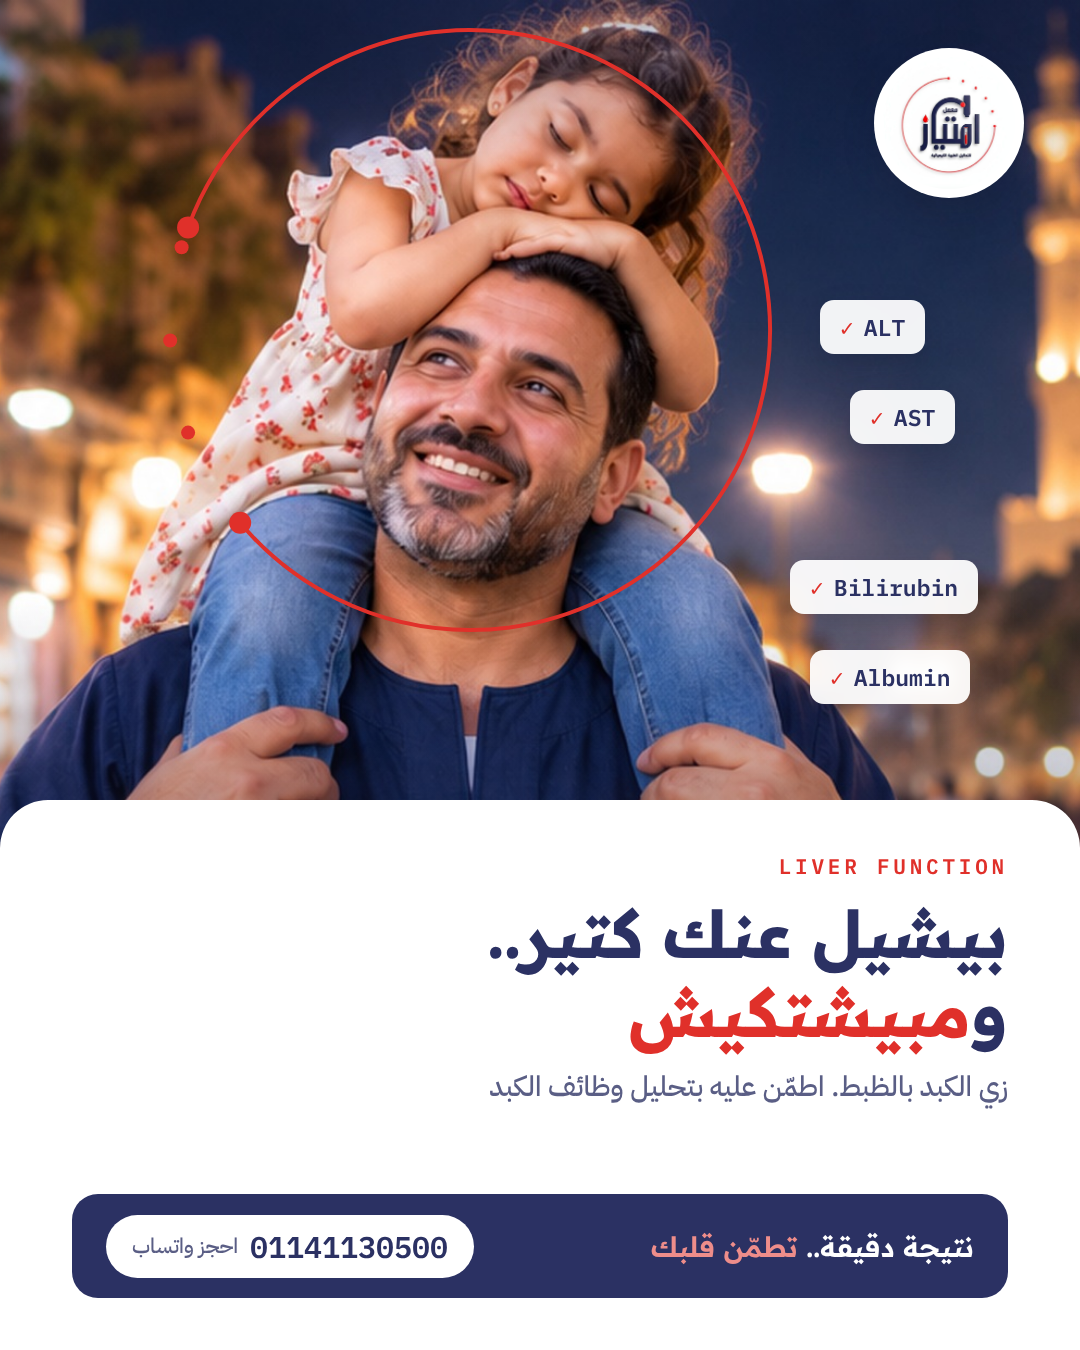 معمل
امتياز
✓ ALT
✓ AST
✓ Bilirubin
✓ Albumin
LIVER FUNCTION
بيشيل عنك كتير..
ومبيشتكيش
زي الكبد بالظبط. اطمّن عليه بتحليل وظائف الكبد
نتيجة دقيقة.. تطمّن قلبك
01141130500 احجز واتساب